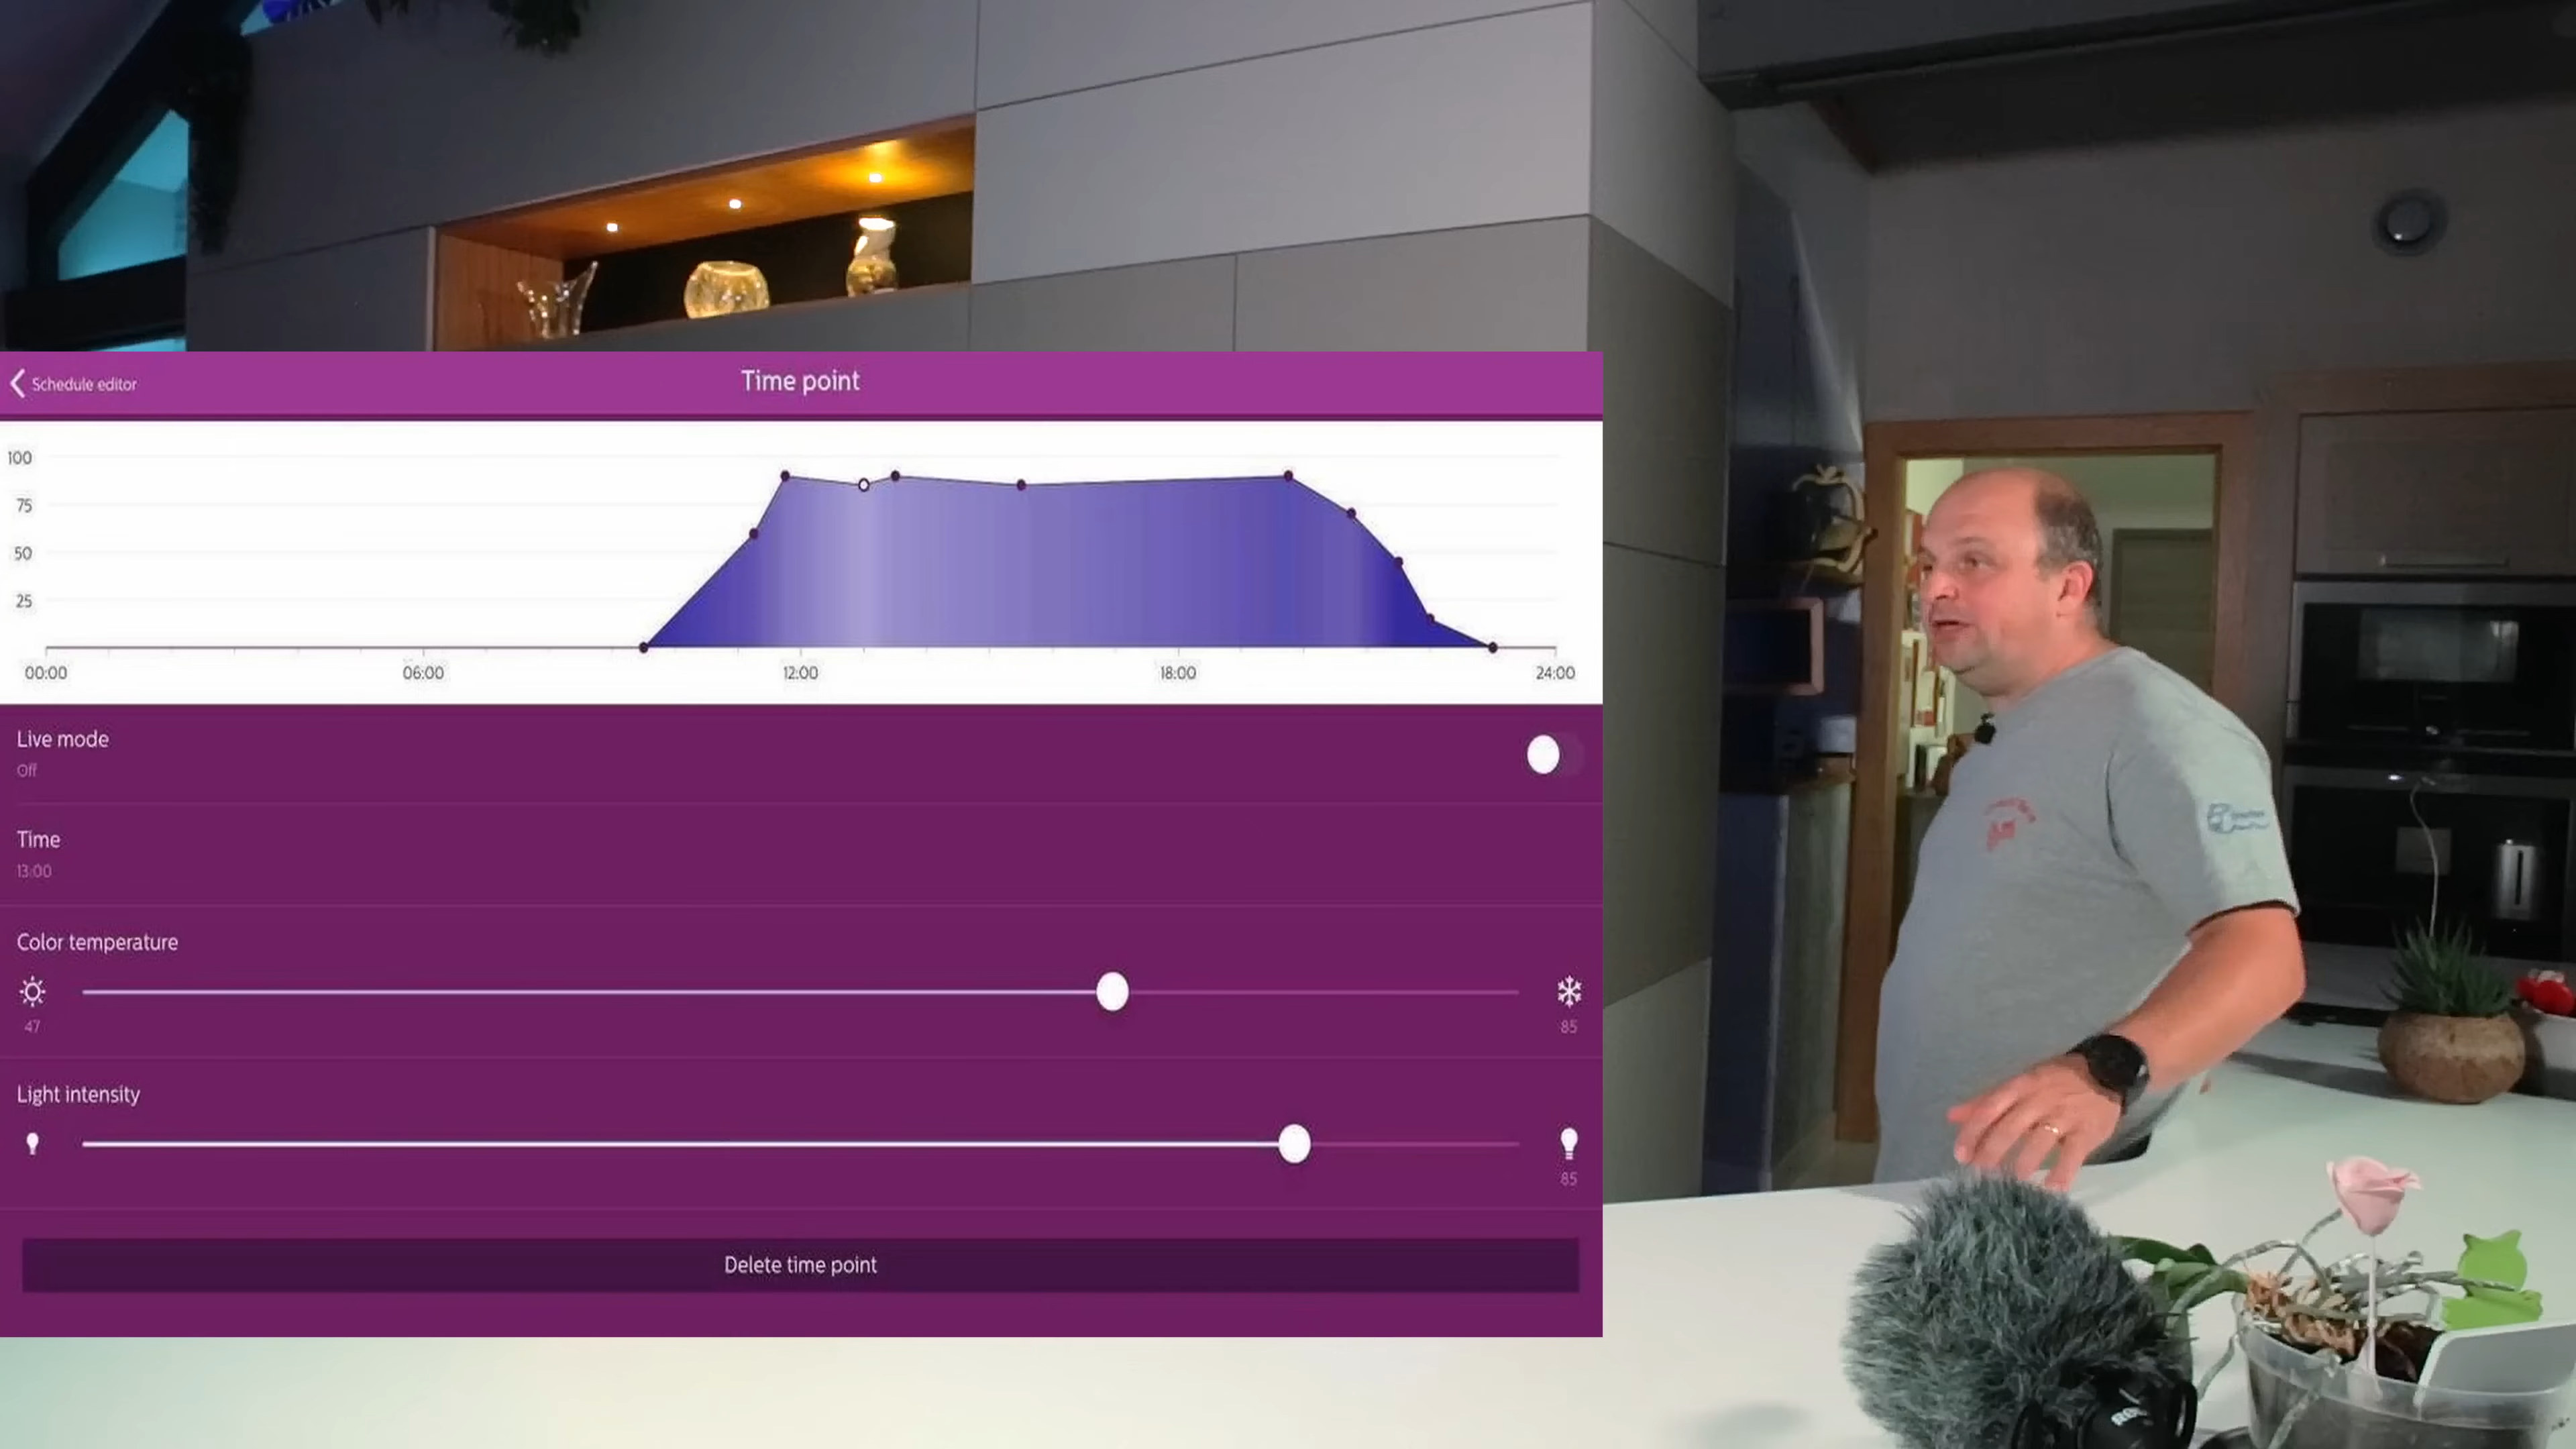 Schedule editor
Time point
100
75
50
25
00:00
06:00
12:00
18:00
24:00
Live mode
Off
Time
13:00
Color temperature
47
85
Light intensity
85
Delete time point